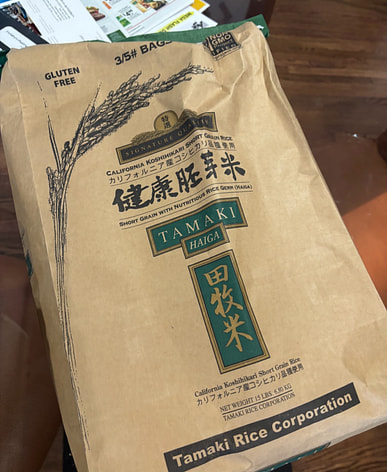 3/5# BAGS
NON GMO
GLUTEN
FREE
SIGNATURE QUALITY
CALIFORNIA KOSHIHIKARI SHORT GRAIN RICE
カリフォルニア産コシヒカリ品種使用
健康胚芽米
SHORT GRAIN WITH NUTRITIOUS RICE GERM (HAIGA)
TAMAKI
HAIGA
田牧米
California Koshihikari Short Grain Rice
カリフォルニア産コシヒカリ品種使用
NET WEIGHT 15 LBS. 6.80 KG
TAMAKI RICE CORPORATION
Tamaki Rice Corporation